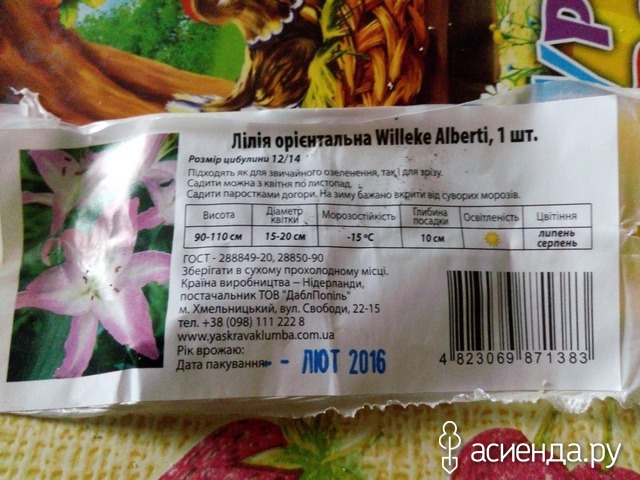 Ур
Лілія орієнтальна Willeke Alberti, 1 шт.
Розмір цибулини 12/14
Підходять як для звичайного озеленення, так і для зрізу.
Садити можна з квітня по листопад.
Садити паростками догори. На зиму бажано вкрити від суворих морозів.
Висота Діаметр квітки Морозостійкість Глибина посадки Освітленість Цвітіння
90-110 см 15-20 см -15 ºС 10 см липень серпень
ГОСТ - 288849-20, 28850-90
Зберігати в сухому прохолодному місці.
Країна виробництва – Нідерланди,
постачальник ТОВ "ДаблПопіль"
м. Хмельницький, вул. Свободи, 22-15
тел. +38 (098) 111 222 8
www.yaskravaklumba.com.ua
Рік врожаю:
Дата пакування: - ЛЮТ 2016
4 823069 871383
асиенда.ру